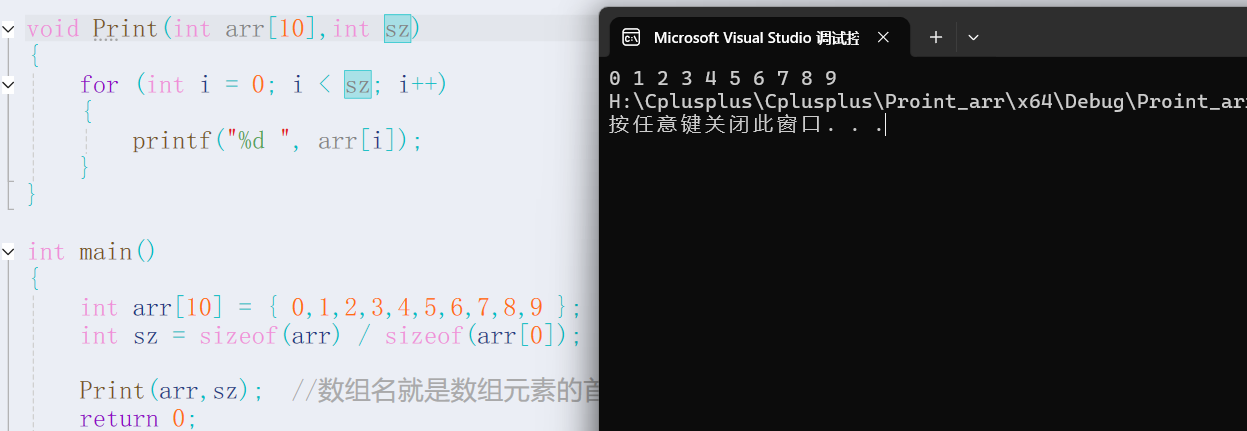 void Print(int arr[10],int sz)
{
for (int i = 0; i < sz; i++)
{
printf("%d ", arr[i]);
}
}
int main()
{
int arr[10] = { 0,1,2,3,4,5,6,7,8,9 };
int sz = sizeof(arr) / sizeof(arr[0]);
Print(arr,sz);  //数组名就是数组元素的首
return 0;
Microsoft Visual Studio 调试控
0 1 2 3 4 5 6 7 8 9
H:\Cplusplus\Cplusplus\Proint_arr\x64\Debug\Proint_ar
按任意键关闭此窗口. . .